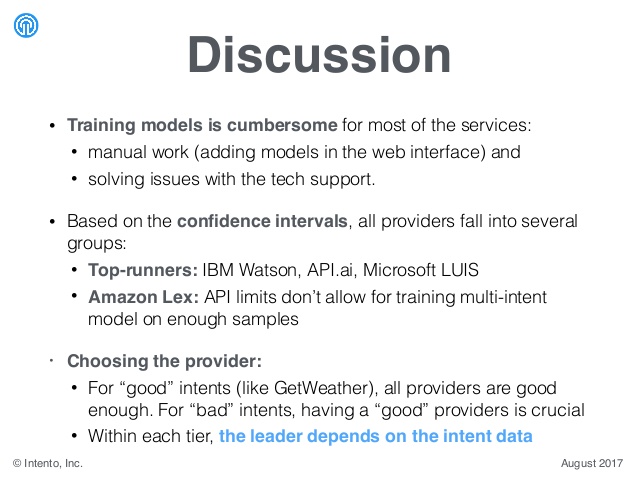 Discussion
• Training models is cumbersome for most of the services:
• manual work (adding models in the web interface) and
• solving issues with the tech support.
• Based on the confidence intervals, all providers fall into several
groups:
• Top-runners: IBM Watson, API.ai, Microsoft LUIS
• Amazon Lex: API limits don’t allow for training multi-intent
model on enough samples
• Choosing the provider:
• For “good” intents (like GetWeather), all providers are good
enough. For “bad” intents, having a “good” providers is crucial
• Within each tier, the leader depends on the intent data
© Intento, Inc.
August 2017